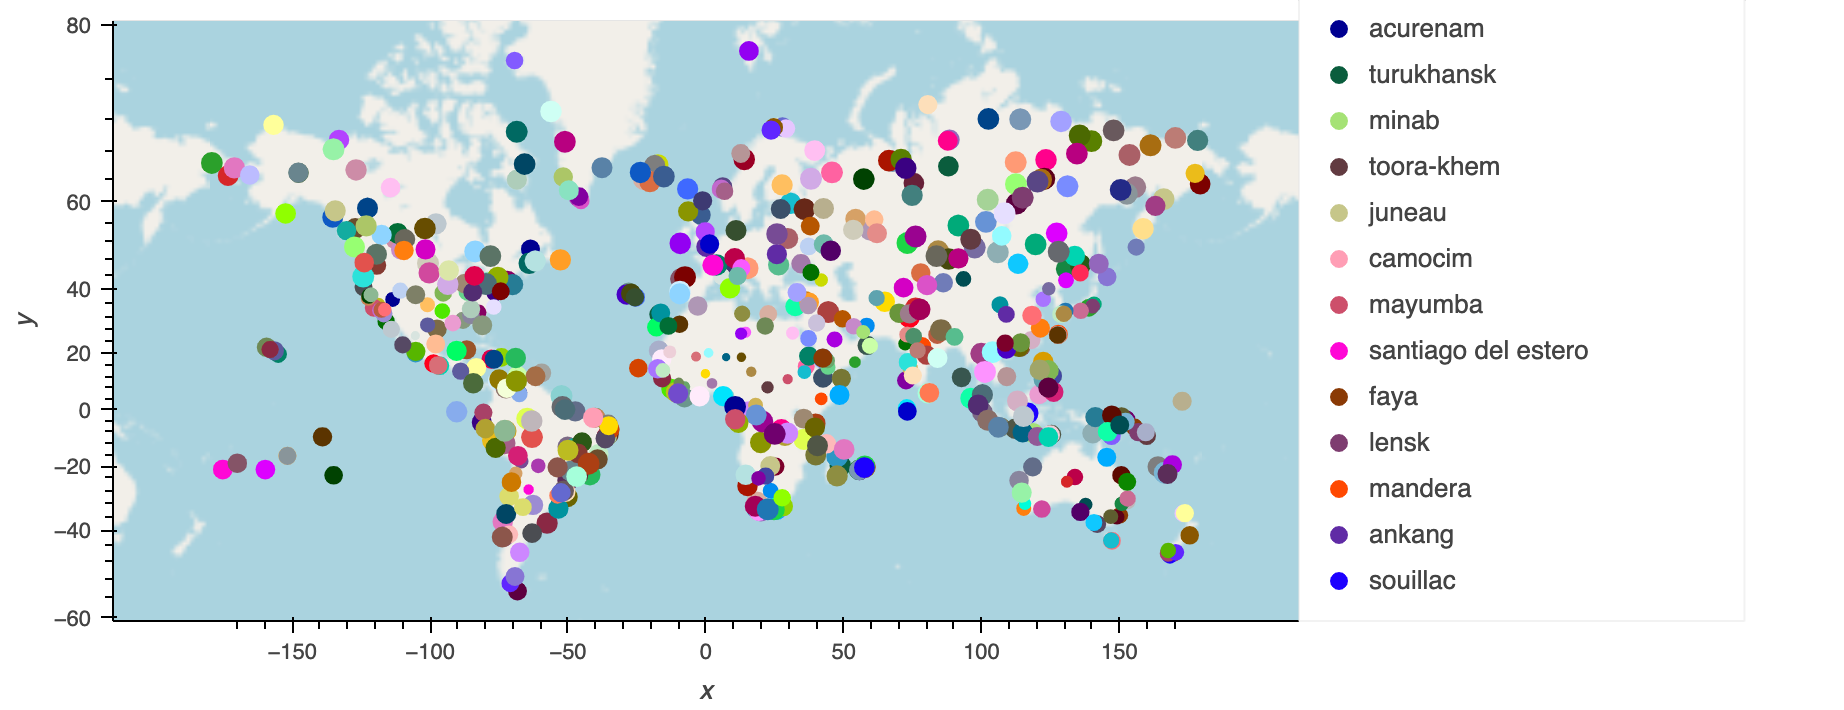 80
60
40
20
0
−20
−40
−60
y
−150 −100 −50 0 50 100 150
x
acurenam
turukhansk
minab
toora-khem
juneau
camocim
mayumba
santiago del estero
faya
lensk
mandera
ankang
souillac